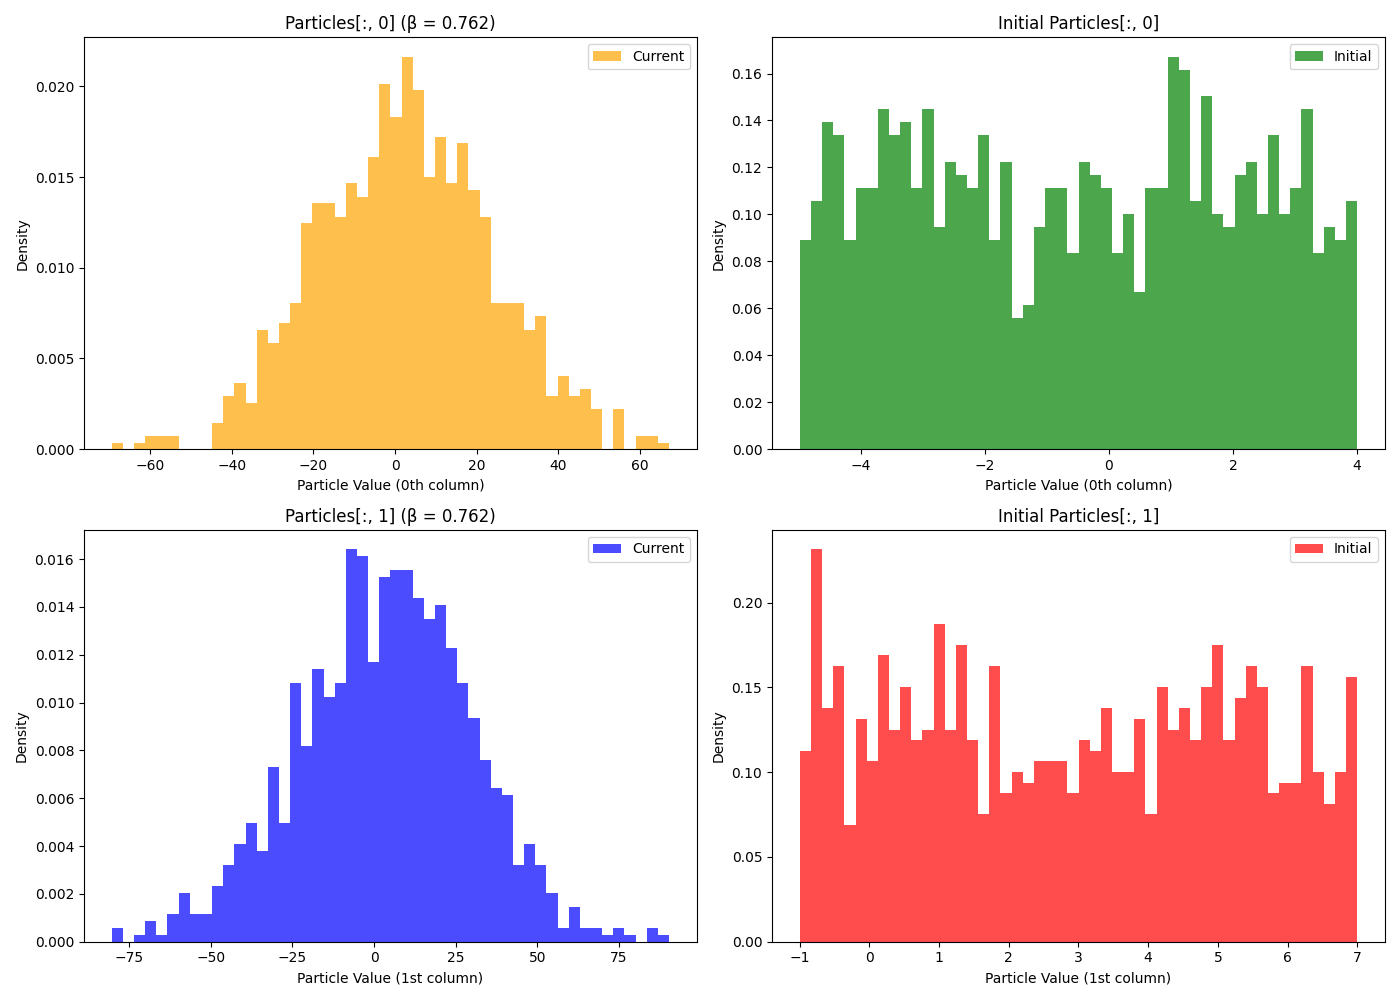 Particles[:, 0] (β = 0.762)
Current
Density
0.020
0.015
0.010
0.005
0.000
−60 −40 −20 0 20 40 60
Particle Value (0th column)
Initial Particles[:, 0]
Initial
Density
0.16
0.14
0.12
0.10
0.08
0.06
0.04
0.02
0.00
−4 −2 0 2 4
Particle Value (0th column)
Particles[:, 1] (β = 0.762)
Current
Density
0.016
0.014
0.012
0.010
0.008
0.006
0.004
0.002
0.000
−75 −50 −25 0 25 50 75
Particle Value (1st column)
Initial Particles[:, 1]
Initial
Density
0.20
0.15
0.10
0.05
0.00
−1 0 1 2 3 4 5 6 7
Particle Value (1st column)